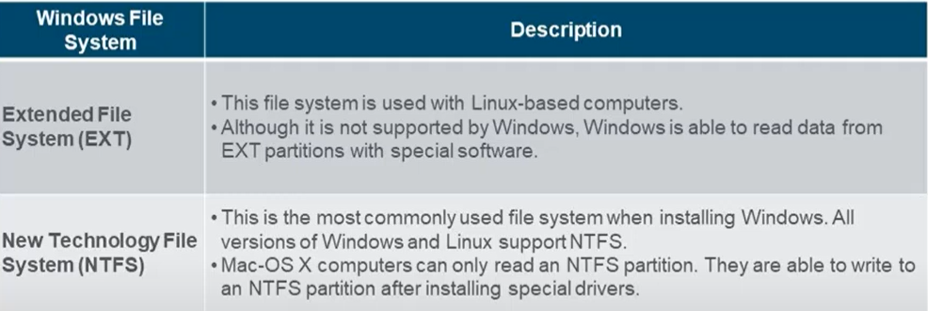 Windows File
System
Description
Extended File
System (EXT)
• This file system is used with Linux-based computers.
• Although it is not supported by Windows, Windows is able to read data from
EXT partitions with special software.
New Technology File
System (NTFS)
• This is the most commonly used file system when installing Windows. All
versions of Windows and Linux support NTFS.
• Mac-OS X computers can only read an NTFS partition. They are able to write to
an NTFS partition after installing special drivers.